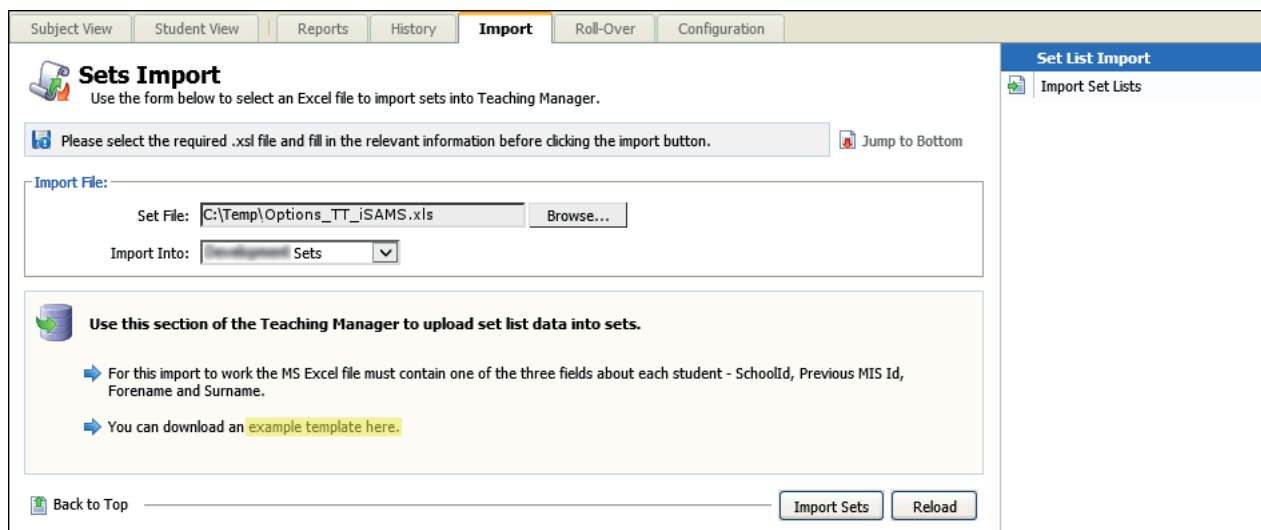 Subject View Student View Reports History Import Roll-Over Configuration
Set List Import
Import Set Lists
Sets Import
Use the form below to select an Excel file to import sets into Teaching Manager.
Please select the required .xsl file and fill in the relevant information before clicking the import button.
Jump to Bottom
Import File:
Set File: C:\Temp\Options_TT_iSAMS.xls Browse...
Import Into: Sets
Use this section of the Teaching Manager to upload set list data into sets.
For this import to work the MS Excel file must contain one of the three fields about each student - SchoolId, Previous MIS Id,
Forename and Surname.
You can download an example template here.
Back to Top Import Sets Reload